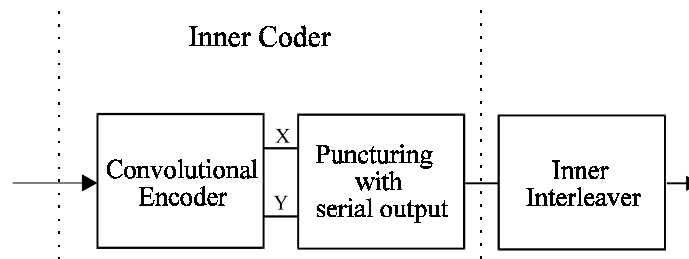 Inner Coder
Convolutional
Encoder
X
Y
Puncturing
with
serial output
Inner
Interleaver